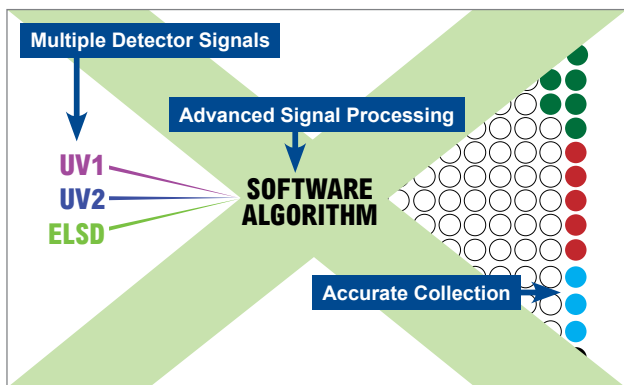 Multiple Detector Signals
Advanced Signal Processing
UV1
UV2
ELSD
SOFTWARE
ALGORITHM
Accurate Collection